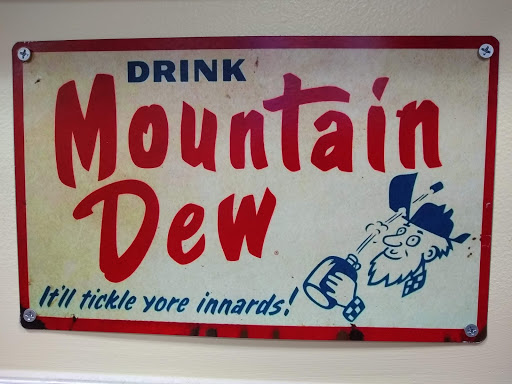 DRINK
Mountain
Dew
It'll tickle yore innards!